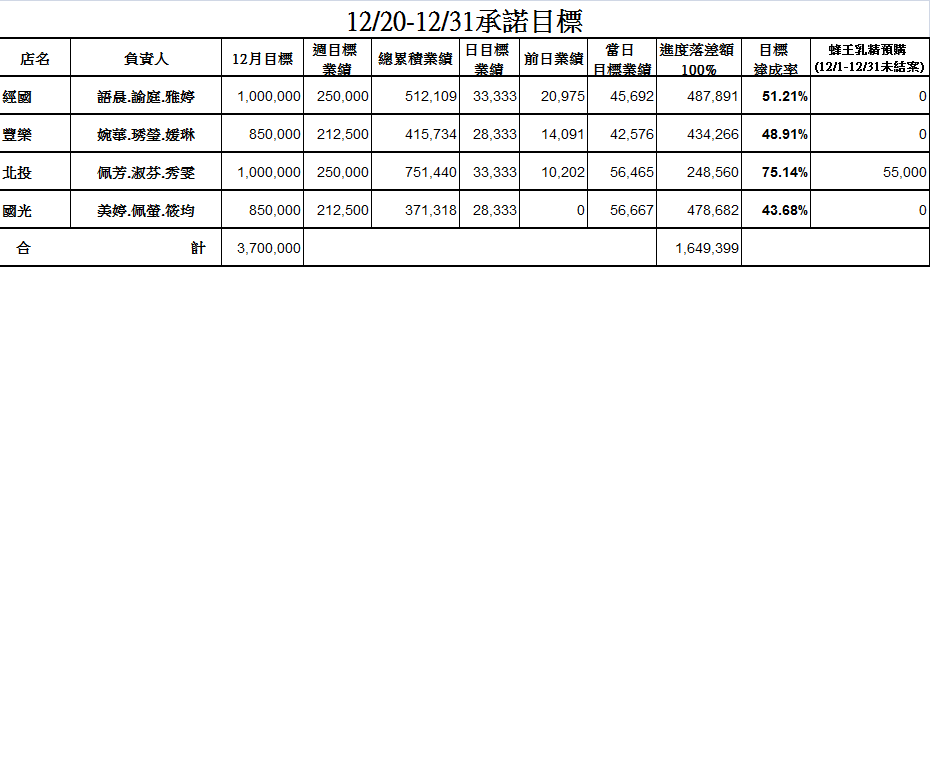 12/20-12/31承諾目標
店名 負責人 12月目標 週目標業績 總累積業績 日目標業績 前日業績 當日目標業績 進度落差額100% 目標達成率 蜂王乳精預購(12/1-12/31未結案)
經國 語晨.諭庭.雅婷 1,000,000 250,000 512,109 33,333 20,975 45,692 487,891 51.21% 0
豐樂 婉華.琇瑩.媛琳 850,000 212,500 415,734 28,333 14,091 42,576 434,266 48.91% 0
北投 佩芳.淑芬.秀雯 1,000,000 250,000 751,440 33,333 10,202 56,465 248,560 75.14% 55,000
國光 美婷.佩螢.筱均 850,000 212,500 371,318 28,333 0 56,667 478,682 43.68% 0
合 計 3,700,000 1,649,399